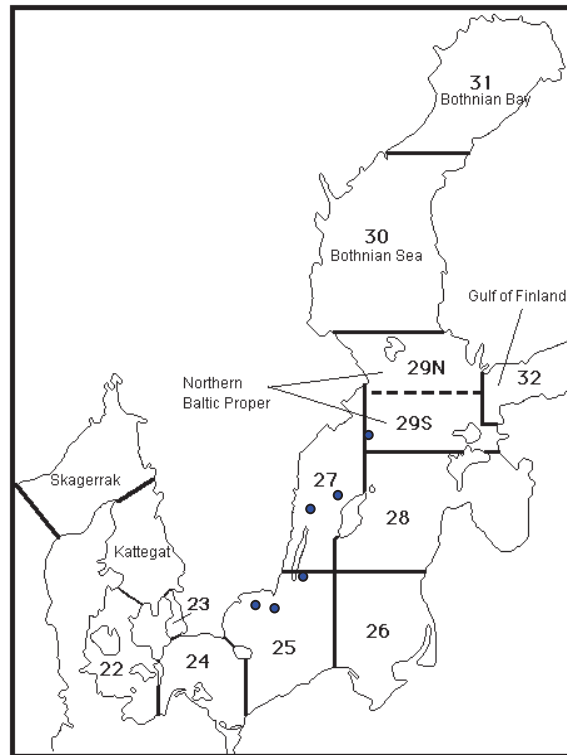 31
Bothnian Bay
30
Bothnian Sea
Gulf of Finland
29N
32
Northern
Baltic Proper
29S
Skagerrak
27
28
Kattegat
23
22
24
25
26